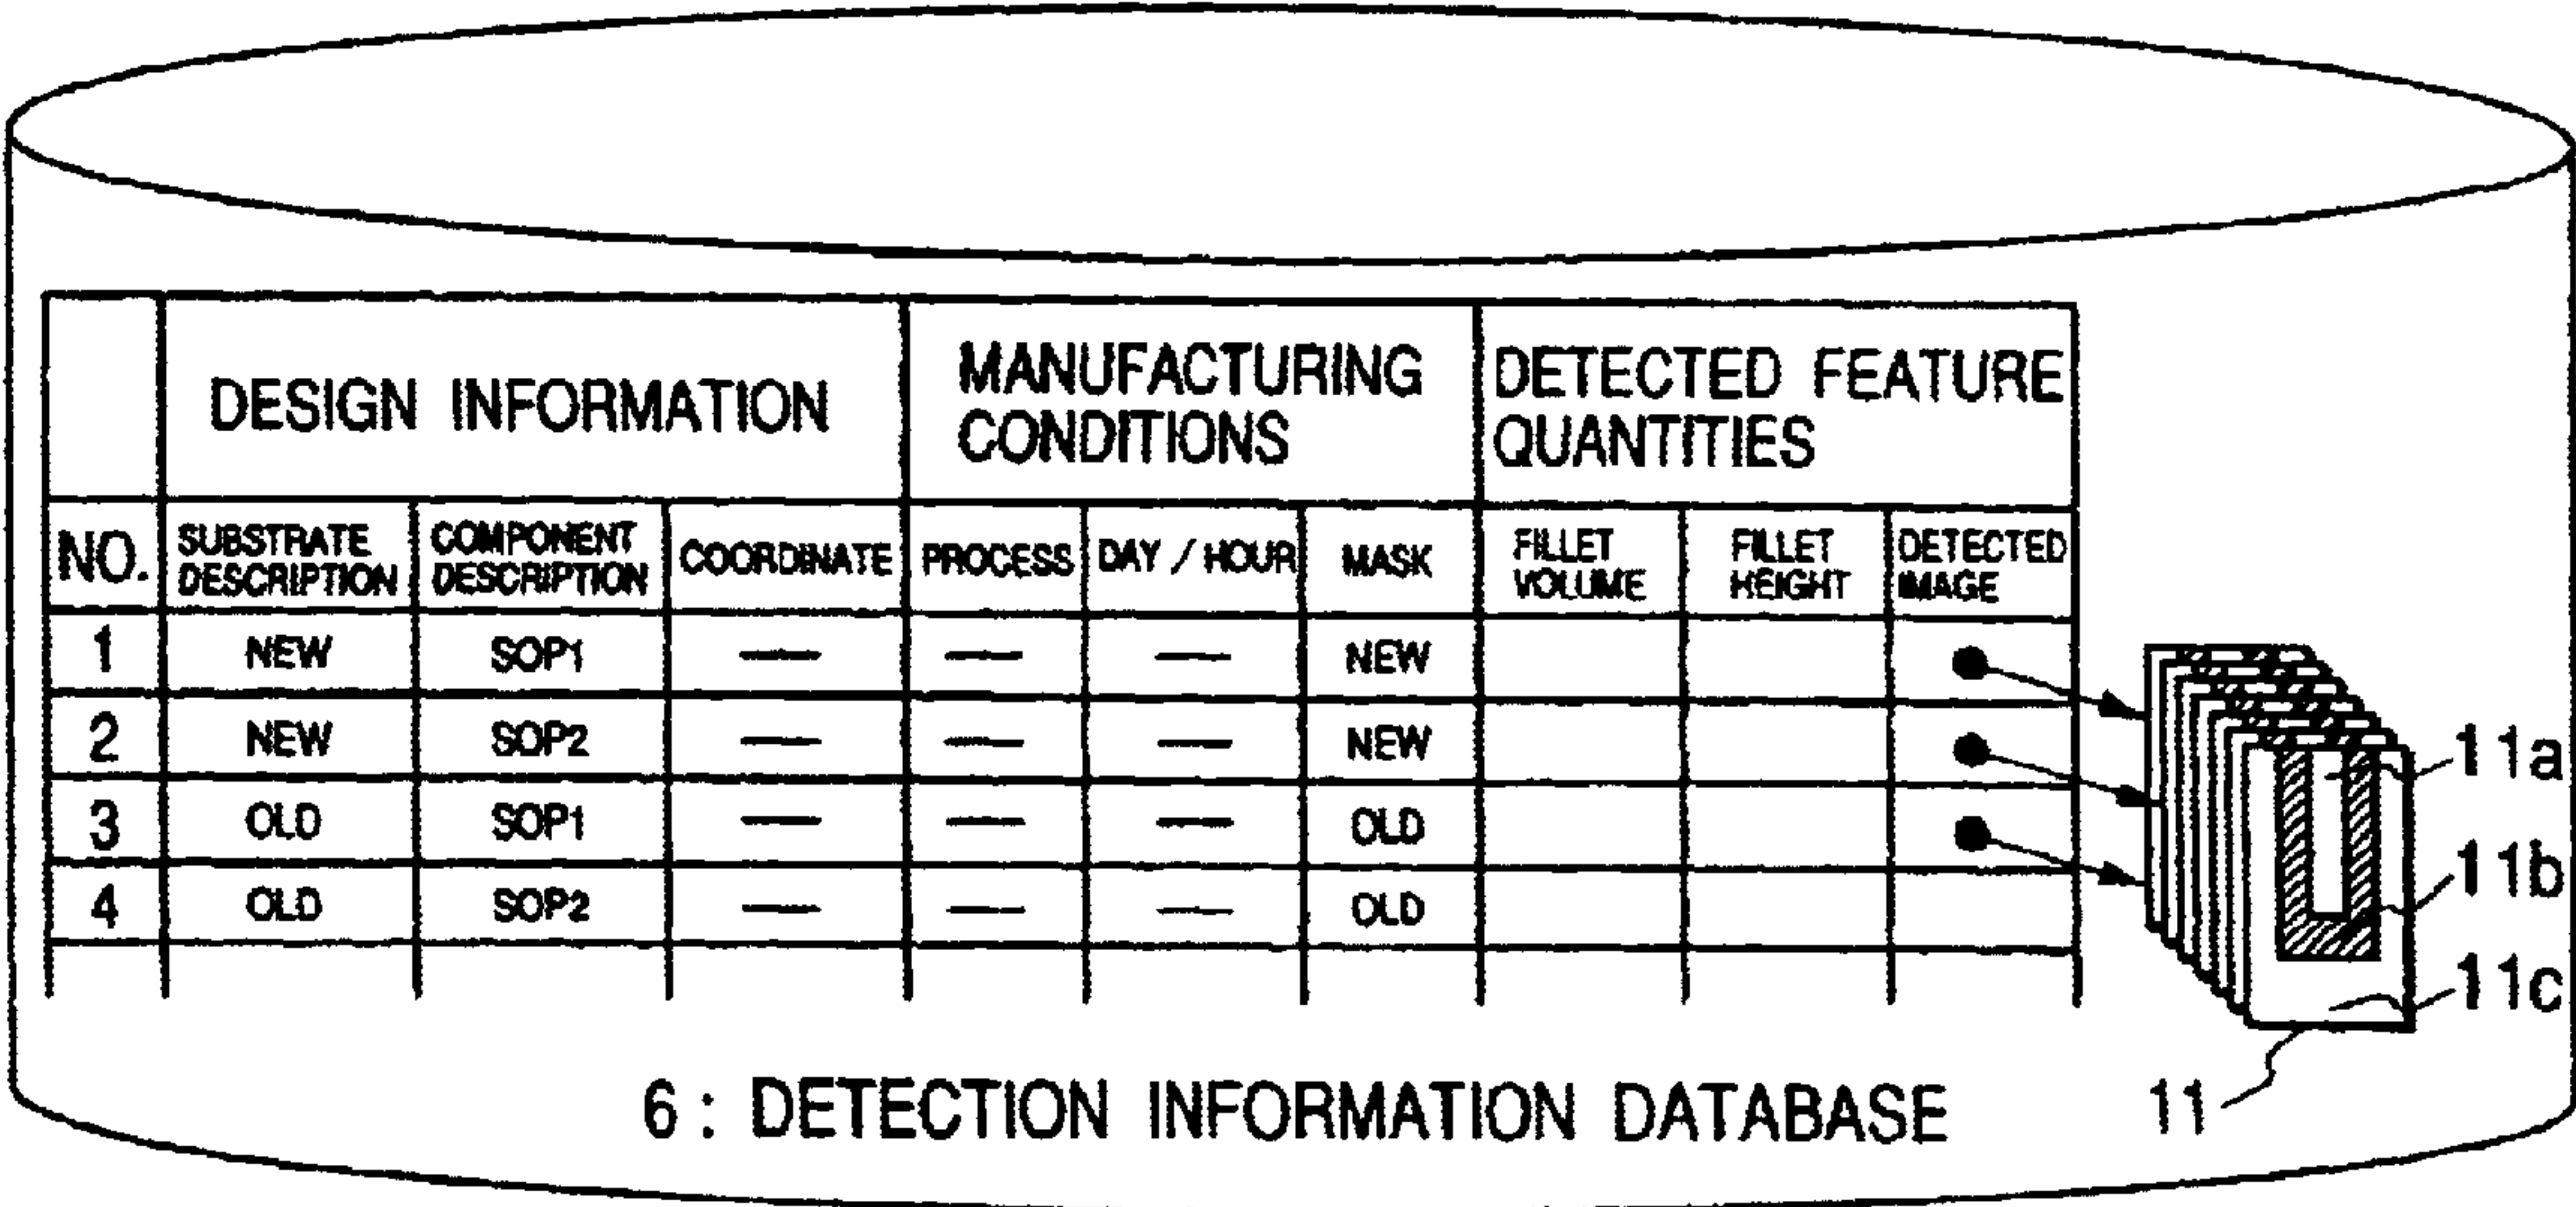 DESIGN INFORMATION
MANUFACTURING
CONDITIONS
DETECTED FEATURE
QUANTITIES
NO.
SUBSTRATE
DESCRIPTION
COMPONENT
DESCRIPTION
COORDINATE
PROCESS
DAY / HOUR
MASK
FILLET
VOLUME
FILLET
HEIGHT
DETECTED
IMAGE
1 NEW SOP1 — — — NEW
2 NEW SOP2 — — — NEW
3 OLD SOP1 — — — OLD
4 OLD SOP2 — — — OLD
11a
11b
11c
11
6 : DETECTION INFORMATION DATABASE